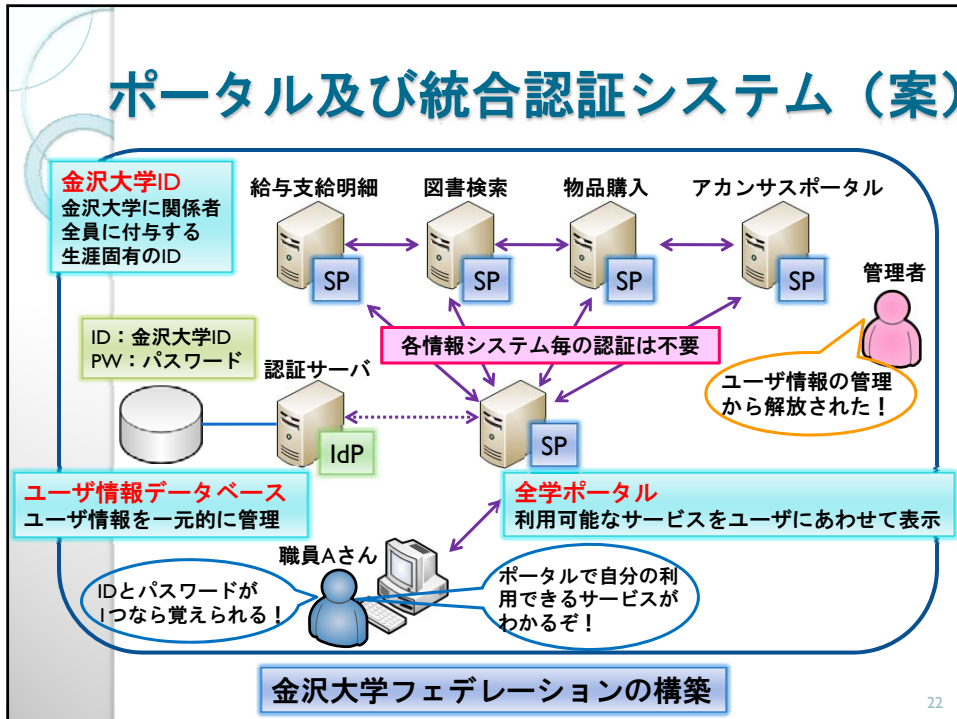 ポータル及び統合認証システム（案）
金沢大学ID
金沢大学に関係者
全員に付与する
生涯固有のID
給与支給明細
図書検索
物品購入
アカンサスポータル
SP
SP
SP
SP
管理者
ID：金沢大学ID
PW：パスワード
各情報システム毎の認証は不要
認証サーバ
ユーザ情報の管理
から解放された！
IdP
SP
ユーザ情報データベース
ユーザ情報を一元的に管理
全学ポータル
利用可能なサービスをユーザにあわせて表示
職員Aさん
IDとパスワードが
1つなら覚えられる！
ポータルで自分の利
用できるサービスが
わかるぞ！
金沢大学フェデレーションの構築
22